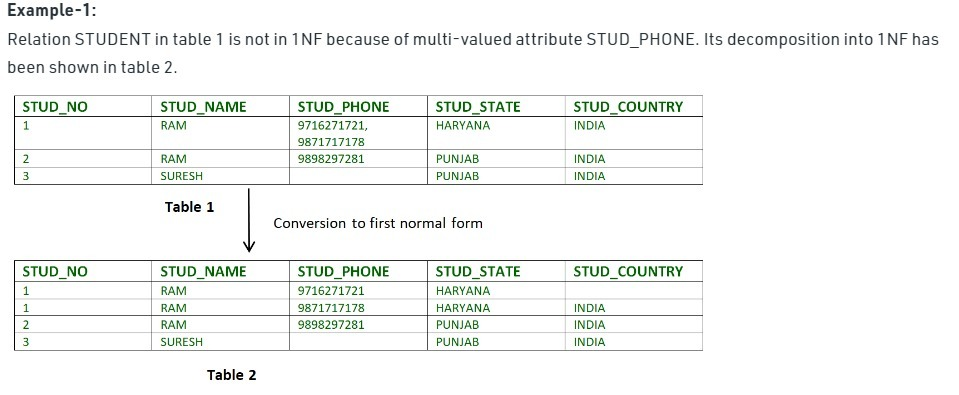 Example-1:
Relation STUDENT in table 1 is not in 1NF because of multi-valued attribute STUD_PHONE. Its decomposition into 1NF has
been shown in table 2.
STUD_NO STUD_NAME STUD_PHONE STUD_STATE STUD_COUNTRY
1 RAM 9716271721, HARYANA INDIA
9871717178
2 RAM 9898297281 PUNJAB INDIA
3 SURESH PUNJAB INDIA
Table 1
Conversion to first normal form
STUD_NO STUD_NAME STUD_PHONE STUD_STATE STUD_COUNTRY
1 RAM 9716271721 HARYANA
1 RAM 9871717178 HARYANA INDIA
2 RAM 9898297281 PUNJAB INDIA
3 SURESH PUNJAB INDIA
Table 2